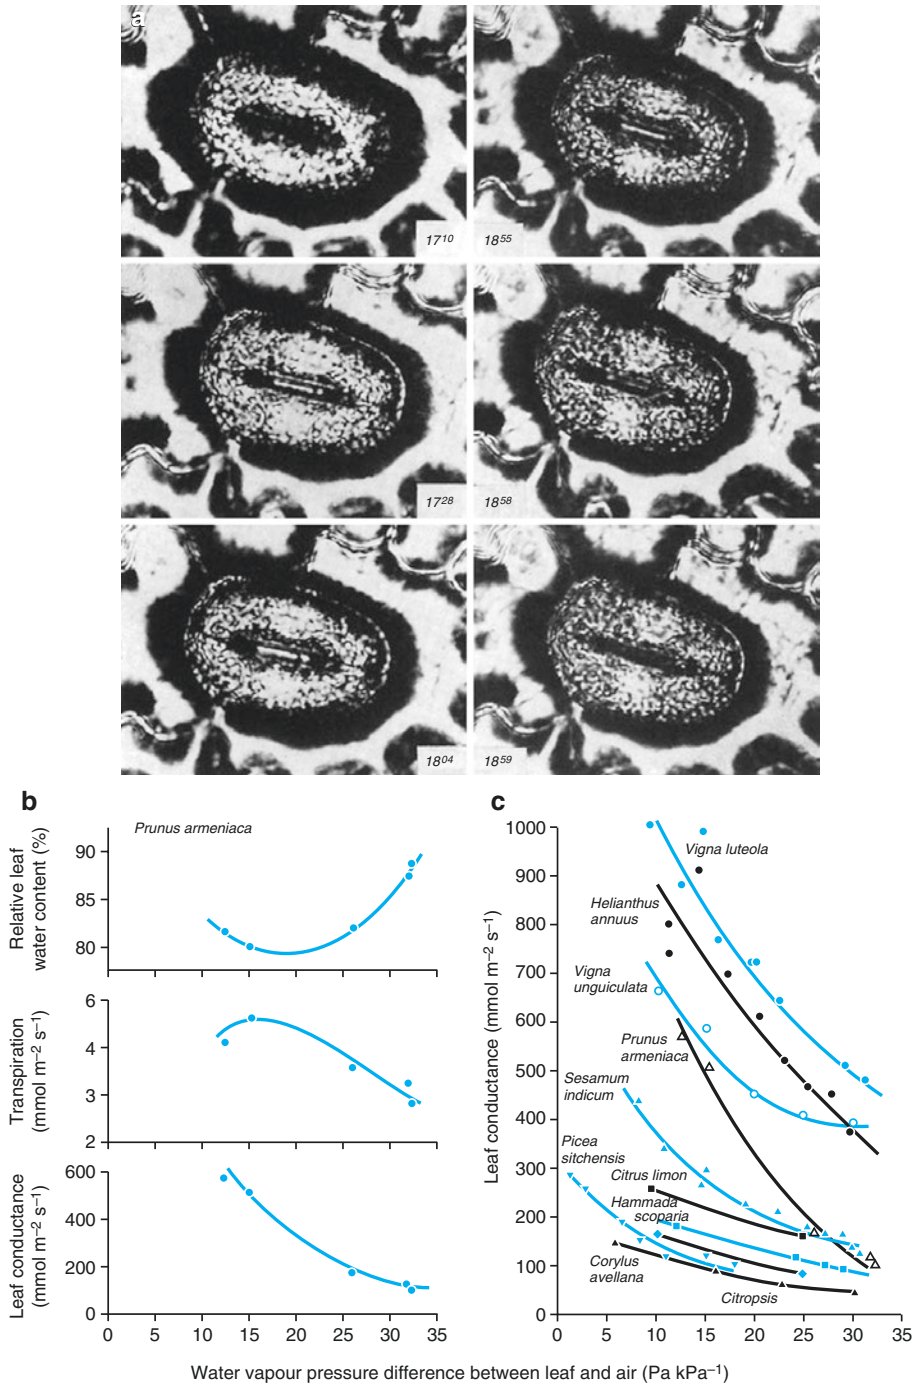 a
17¹⁰
18⁵⁵
17²⁸
18⁵⁸
18⁰⁴
18⁵⁹
b
Prunus armeniaca
Relative leaf
water content (%)
90
85
80
Transpiration
(mmol m⁻² s⁻¹)
6
4
3
2
Leaf conductance
(mmol m⁻² s⁻¹)
600
400
200
0
0
5
10
15
20
25
30
35
c
Leaf conductance (mmol m⁻² s⁻¹)
1000
900
800
700
600
500
400
300
200
100
0
Vigna luteola
Helianthus
annuus
Vigna
unguiculata
Prunus
armeniaca
Sesamum
indicum
Picea
sitchensis
Citrus limon
Hammada
scoparia
Corylus
avellana
Citropsis
0
5
10
15
20
25
30
35
Water vapour pressure difference between leaf and air (Pa kPa⁻¹)